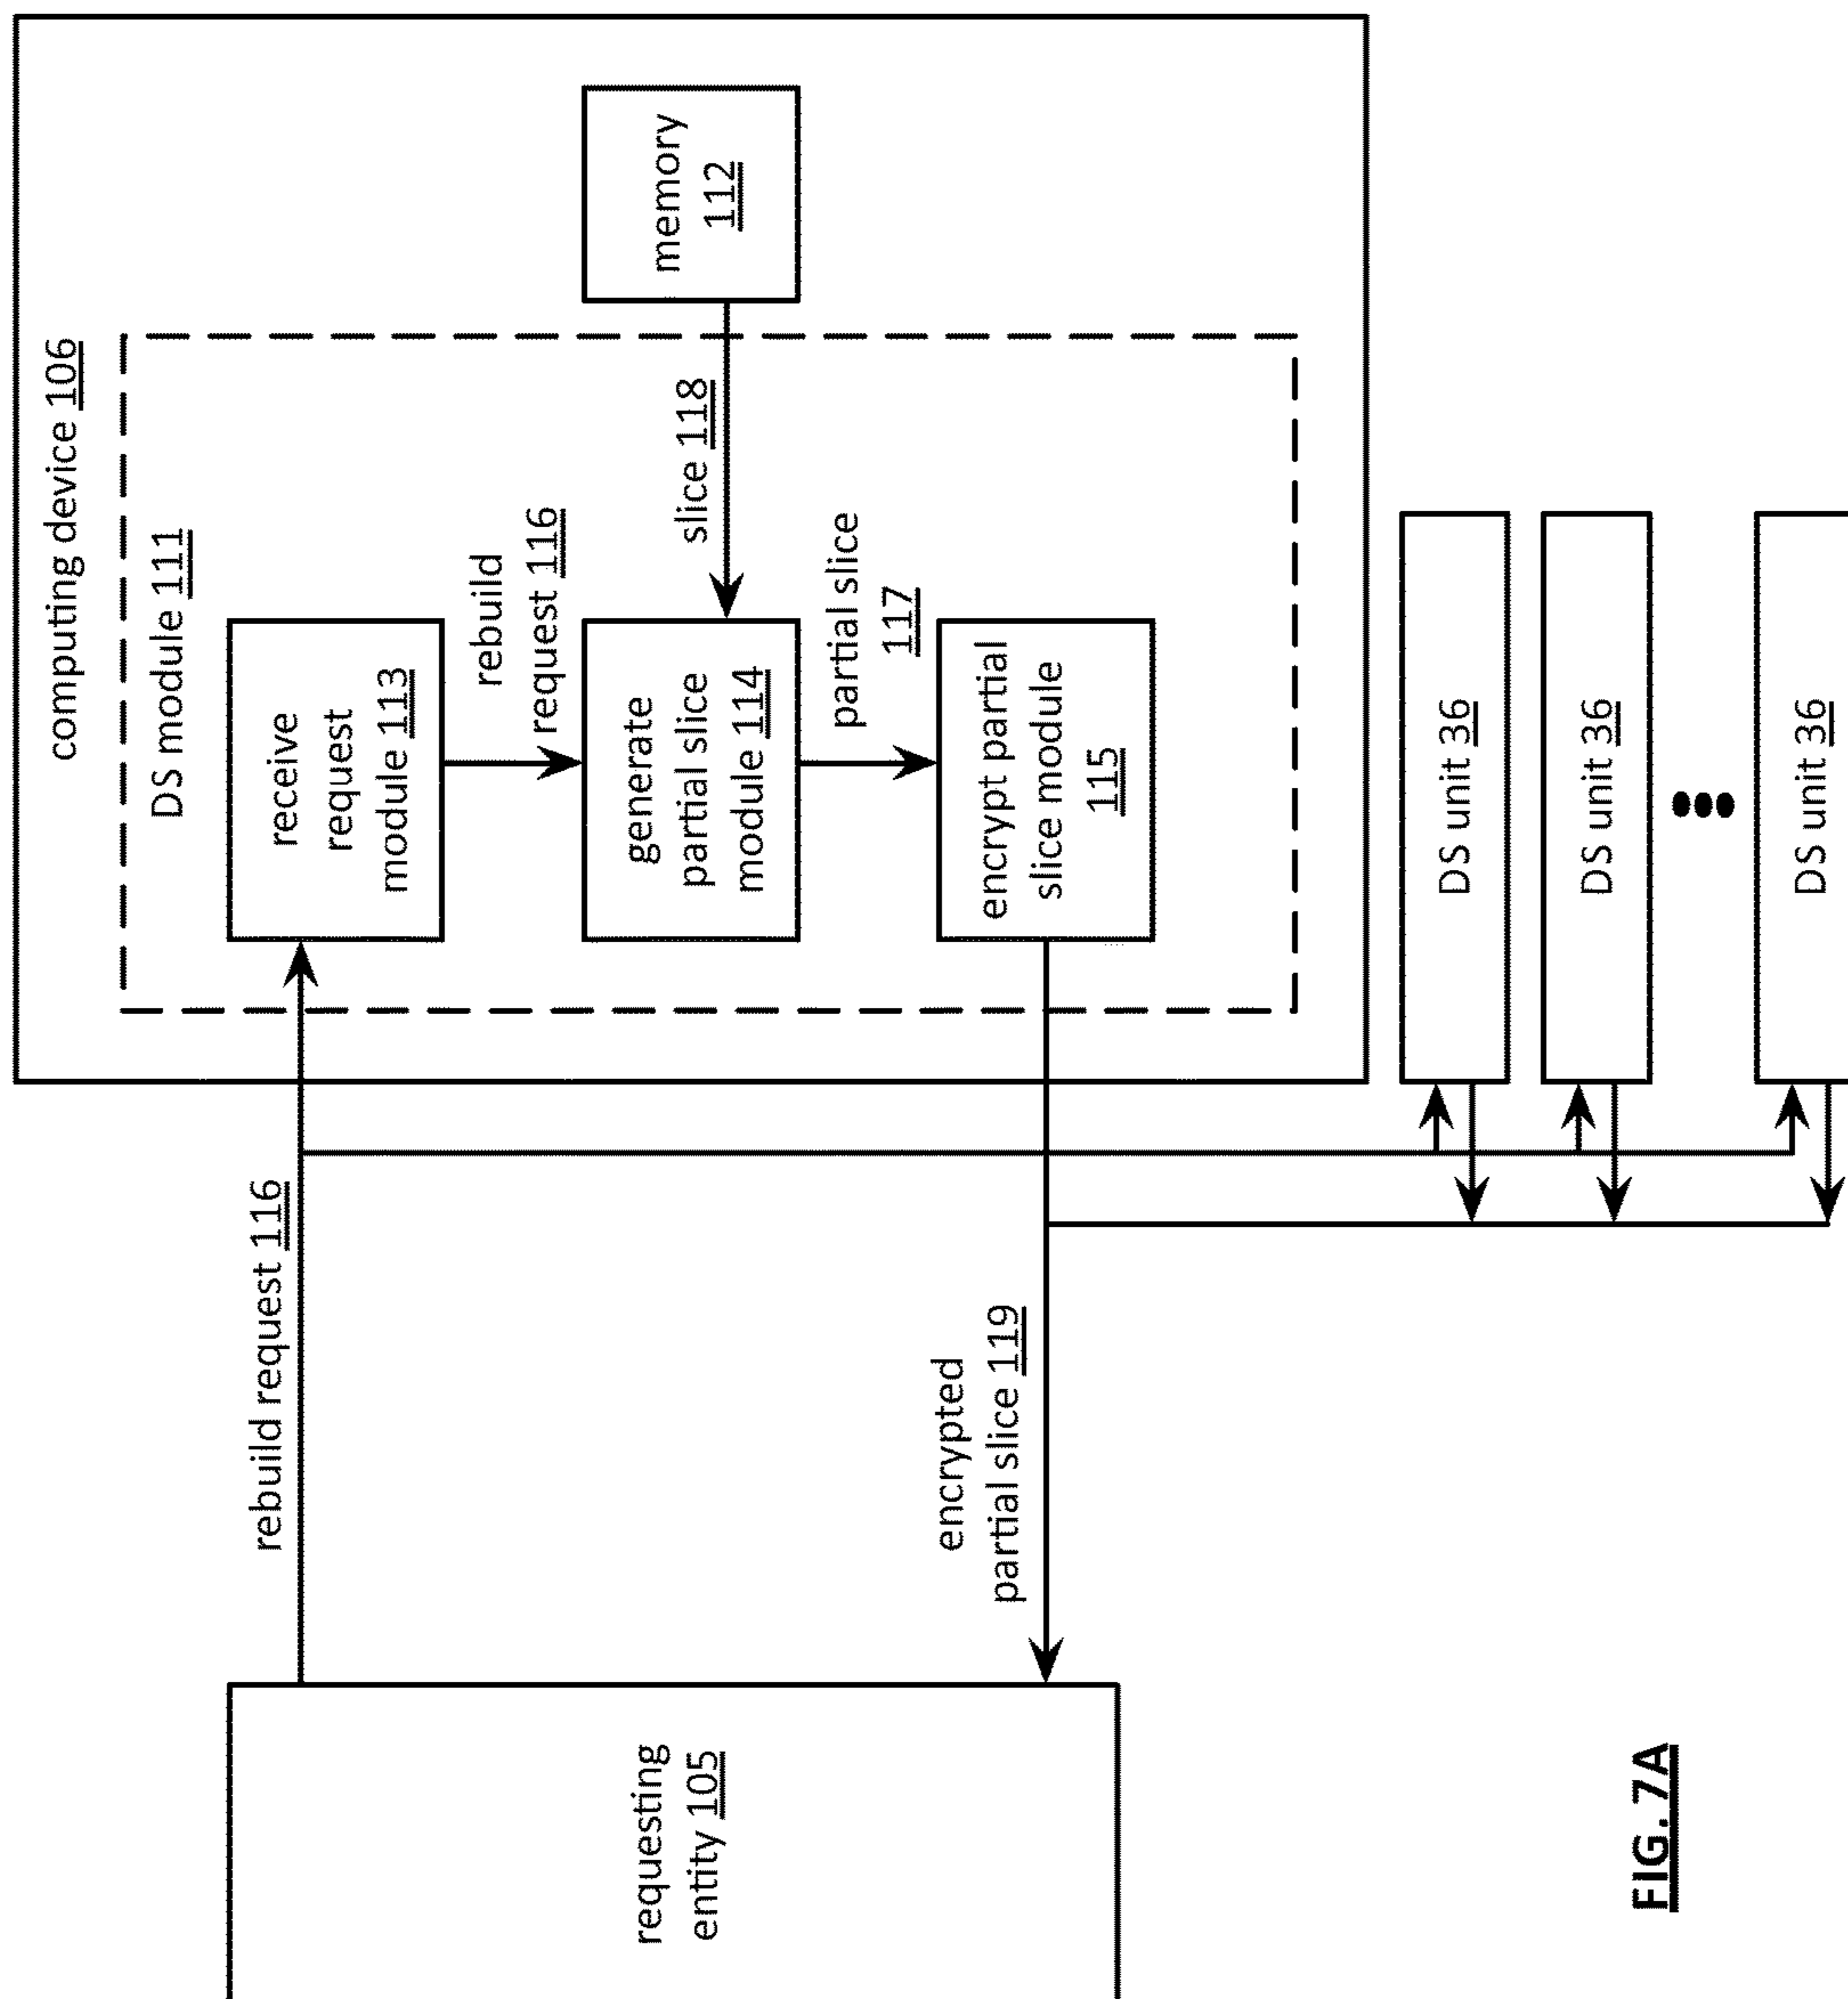 computing device 106
DS module 111
receive
request
module 113
rebuild
request 116
generate
partial slice
module 114
slice 118
memory
112
partial slice
117
encrypt partial
slice module
115
rebuild request 116
encrypted
partial slice 119
requesting
entity 105
DS unit 36
DS unit 36
DS unit 36
FIG. 7A